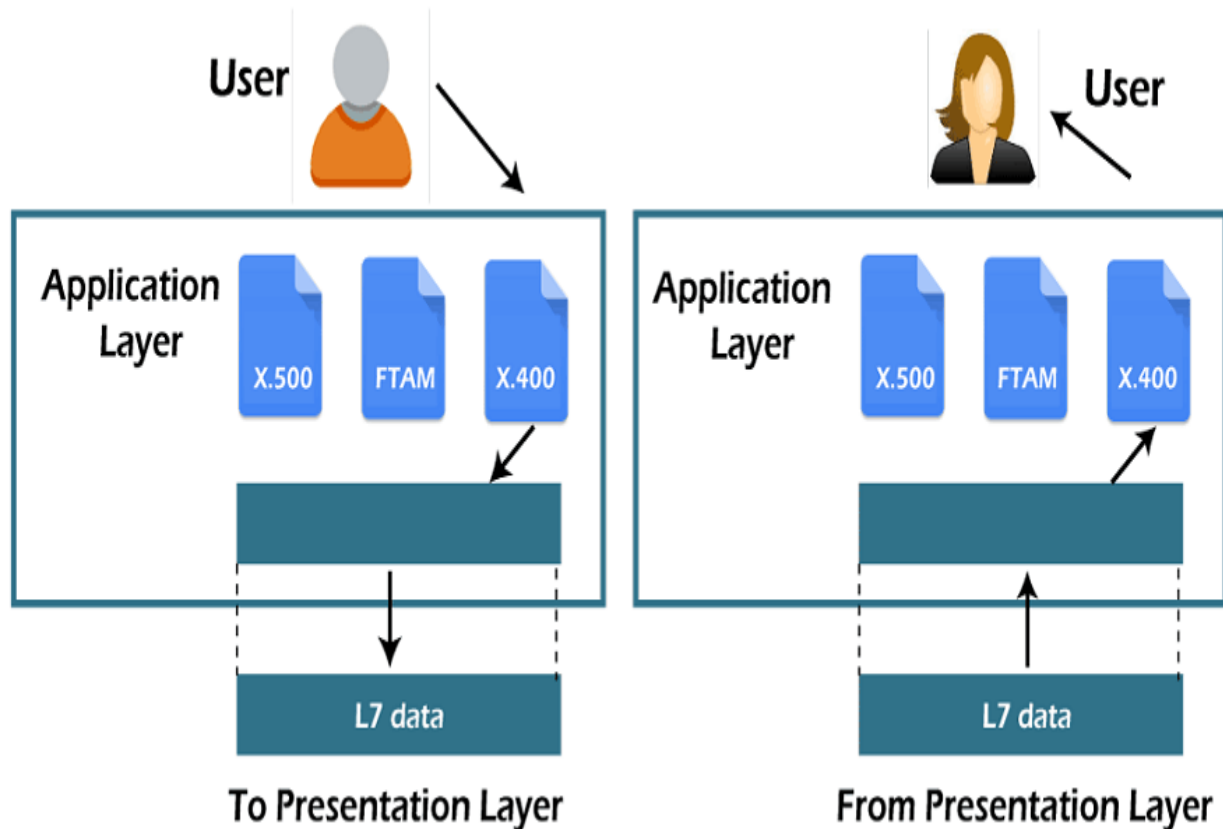 User
User
Application
Layer
X.500
FTAM
X.400
L7 data
To Presentation Layer
Application
Layer
X.500
FTAM
X.400
L7 data
From Presentation Layer